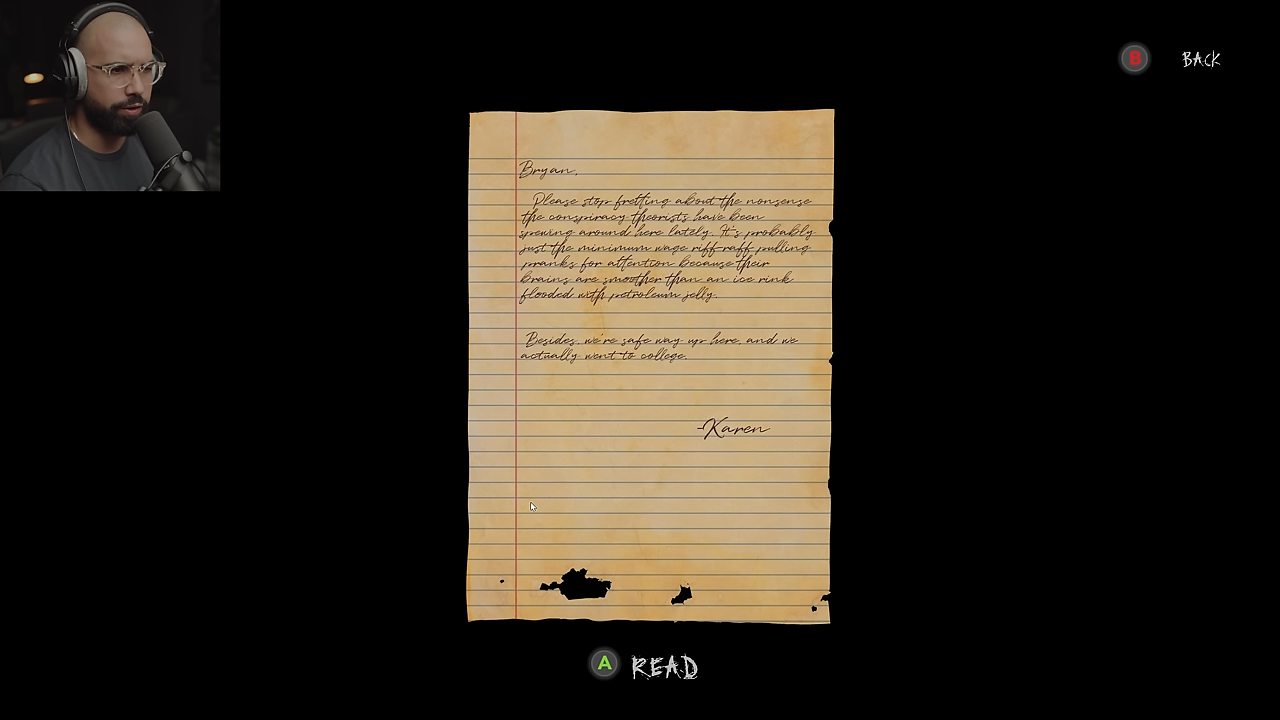 B BACK
Bryan,
Please stop fretting about the nonsense
the conspiracy theorists have been
spewing around here lately. It's probably
just the minimum wage riff-raff pulling
pranks for attention because their
brains are smoother than an ice rink
flooded with petroleum jelly.
Besides, we're safe way up here, and we
actually went to college.
-Karen
A READ